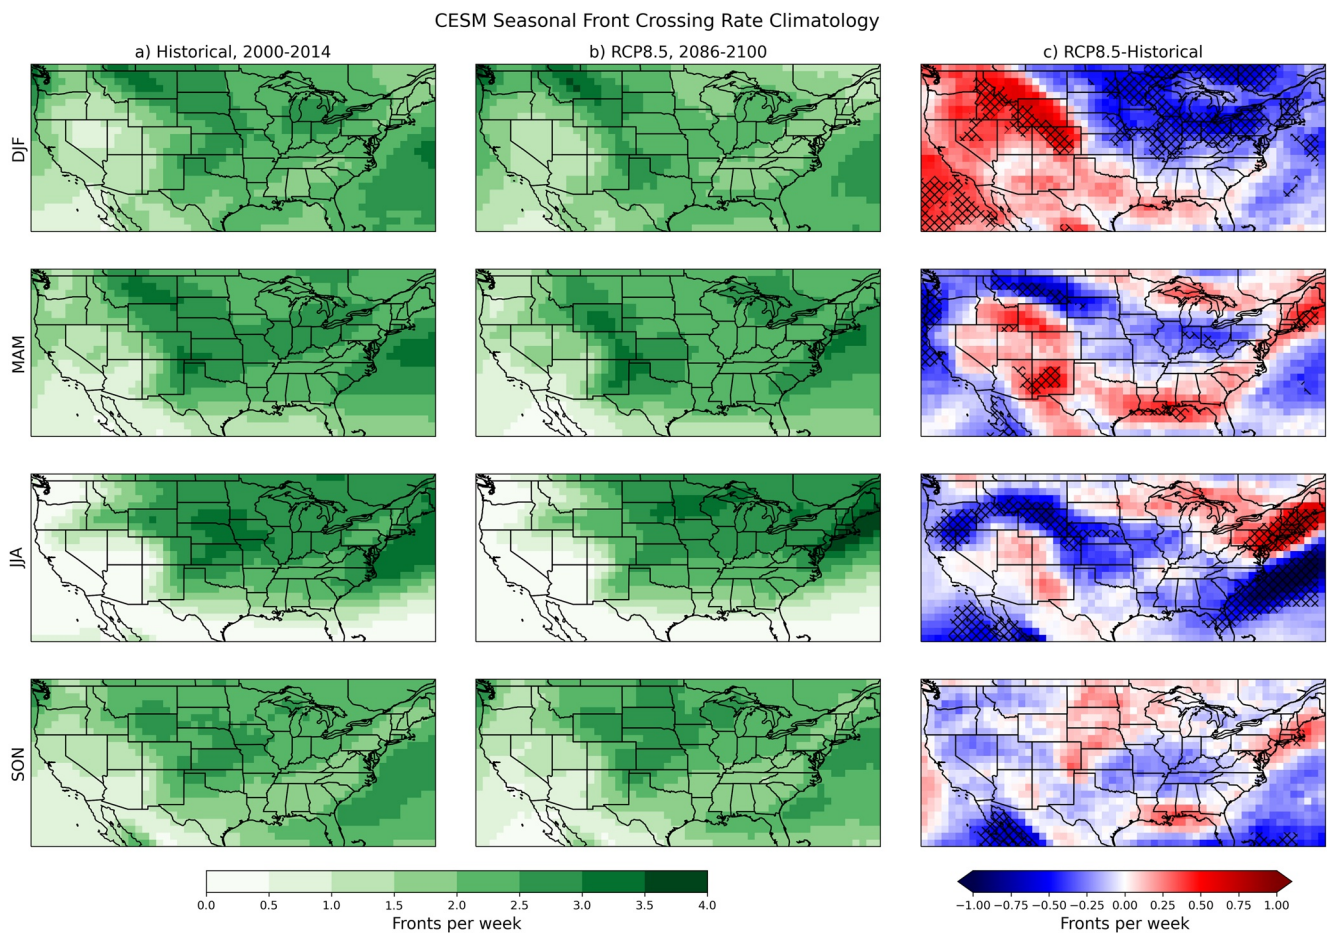 CESM Seasonal Front Crossing Rate Climatology
a) Historical, 2000-2014
b) RCP8.5, 2086-2100
c) RCP8.5-Historical
DJF
MAM
JJA
SON
0.0 0.5 1.0 1.5 2.0 2.5 3.0 3.5 4.0
Fronts per week
−1.00 −0.75 −0.50 −0.25 0.00 0.25 0.50 0.75 1.00
Fronts per week